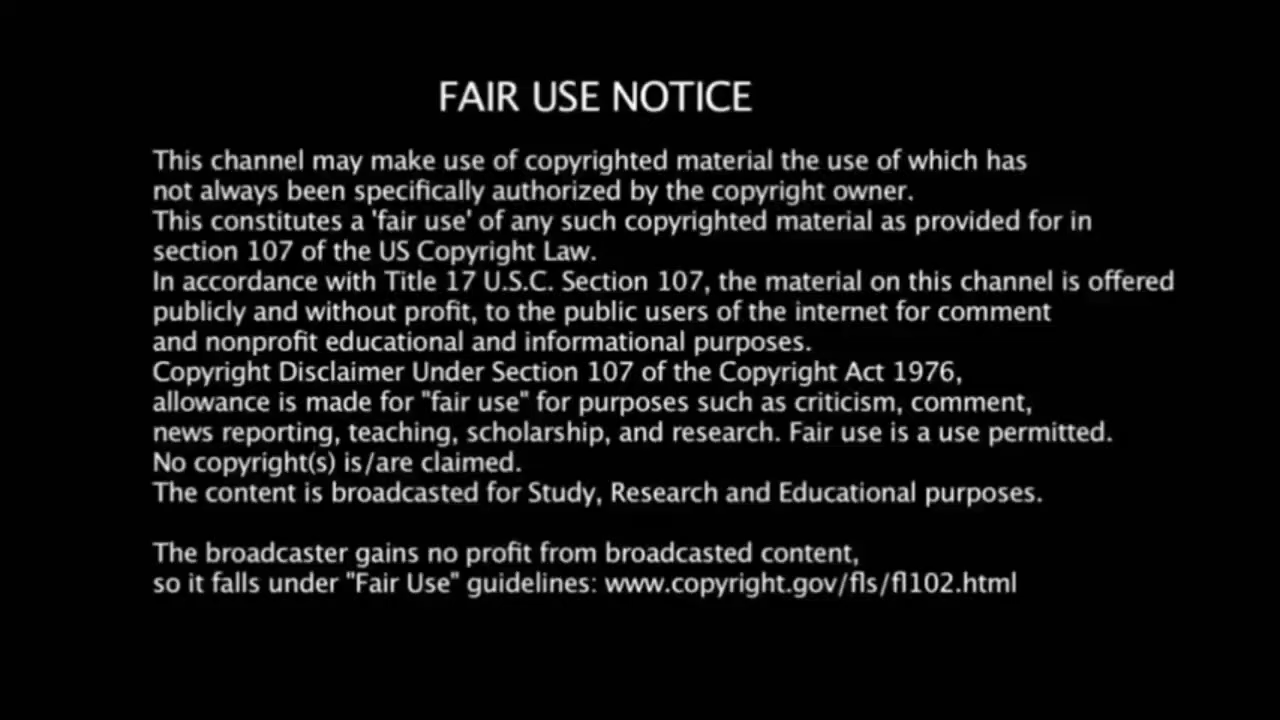 FAIR USE NOTICE
This channel may make use of copyrighted material the use of which has
not always been specifically authorized by the copyright owner.
This constitutes a 'fair use' of any such copyrighted material as provided for in
section 107 of the US Copyright Law.
In accordance with Title 17 U.S.C. Section 107, the material on this channel is offered
publicly and without profit, to the public users of the internet for comment
and nonprofit educational and informational purposes.
Copyright Disclaimer Under Section 107 of the Copyright Act 1976,
allowance is made for "fair use" for purposes such as criticism, comment,
news reporting, teaching, scholarship, and research. Fair use is a use permitted.
No copyright(s) is/are claimed.
The content is broadcasted for Study, Research and Educational purposes.
The broadcaster gains no profit from broadcasted content,
so it falls under "Fair Use" guidelines: www.copyright.gov/fls/fl102.html